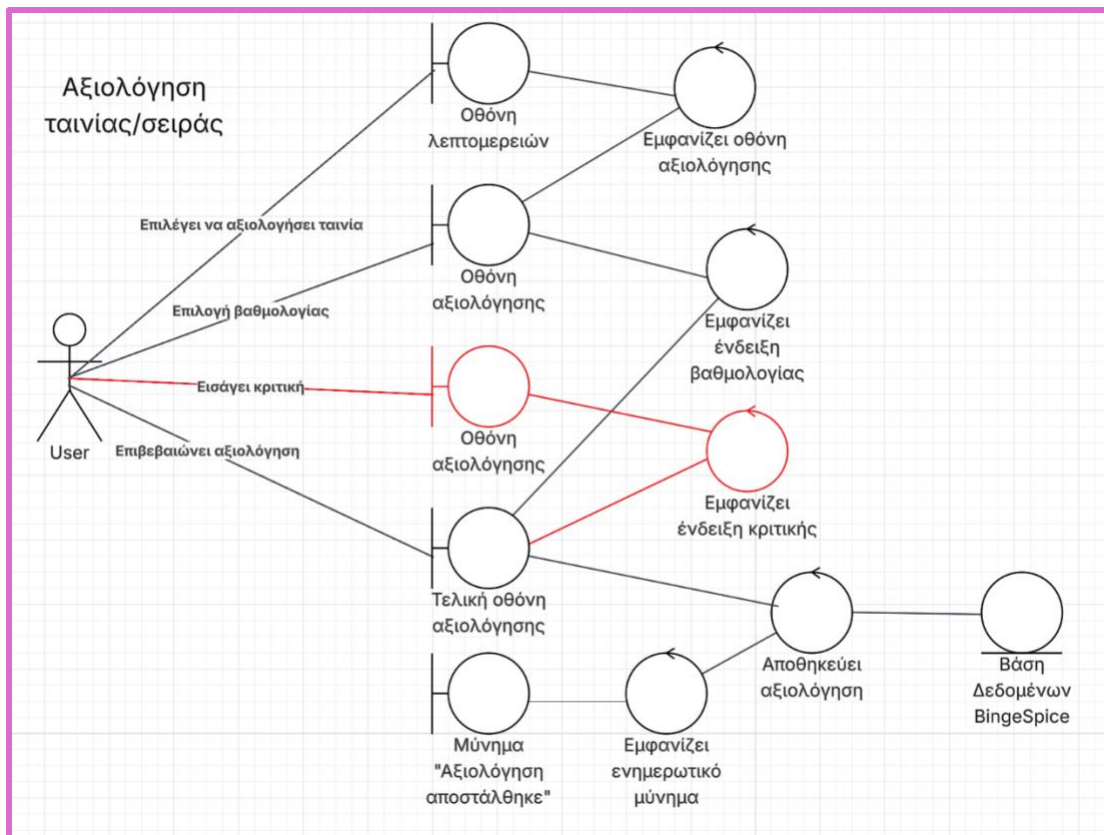 Αξιολόγηση
ταινίας/σειράς
Οθόνη
λεπτομερειών
Εμφανίζει οθόνη
αξιολόγησης
Επιλέγει να αξιολογήσει ταινία
Οθόνη
αξιολόγησης
Επιλογή βαθμολογίας
Εμφανίζει
ένδειξη
βαθμολογίας
Εισάγει κριτική
User
Επιβεβαιώνει αξιολόγηση
Οθόνη
αξιολόγησης
Εμφανίζει
ένδειξη κριτικής
Τελική οθόνη
αξιολόγησης
Αποθηκεύει
αξιολόγηση
Βάση
Δεδομένων
BingeSpice
Μύνημα
"Αξιολόγηση
αποστάλθηκε"
Εμφανίζει
ενημερωτικό
μύνημα